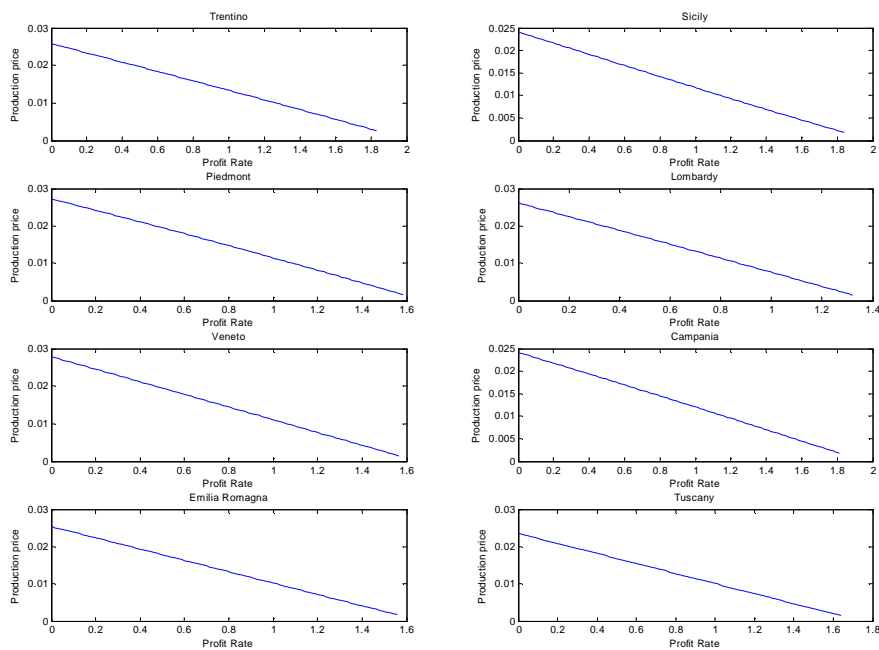 Trentino
0.03
0.02
0.01
0
Production price
0 0.2 0.4 0.6 0.8 1 1.2 1.4 1.6 1.8 2
Profit Rate
Sicily
0.025
0.02
0.015
0.01
0.005
0
Production price
0 0.2 0.4 0.6 0.8 1 1.2 1.4 1.6 1.8 2
Profit Rate
Piedmont
0.03
0.02
0.01
0
Production price
0 0.2 0.4 0.6 0.8 1 1.2 1.4 1.6
Profit Rate
Lombardy
0.03
0.02
0.01
0
Production price
0 0.2 0.4 0.6 0.8 1 1.2 1.4
Profit Rate
Veneto
0.03
0.02
0.01
0
Production price
0 0.2 0.4 0.6 0.8 1 1.2 1.4 1.6
Profit Rate
Campania
0.025
0.02
0.015
0.01
0.005
0
Production price
0 0.2 0.4 0.6 0.8 1 1.2 1.4 1.6 1.8 2
Profit Rate
Emilia Romagna
0.03
0.02
0.01
0
Production price
0 0.2 0.4 0.6 0.8 1 1.2 1.4 1.6
Profit Rate
Tuscany
0.03
0.02
0.01
0
Production price
0 0.2 0.4 0.6 0.8 1 1.2 1.4 1.6 1.8
Profit Rate